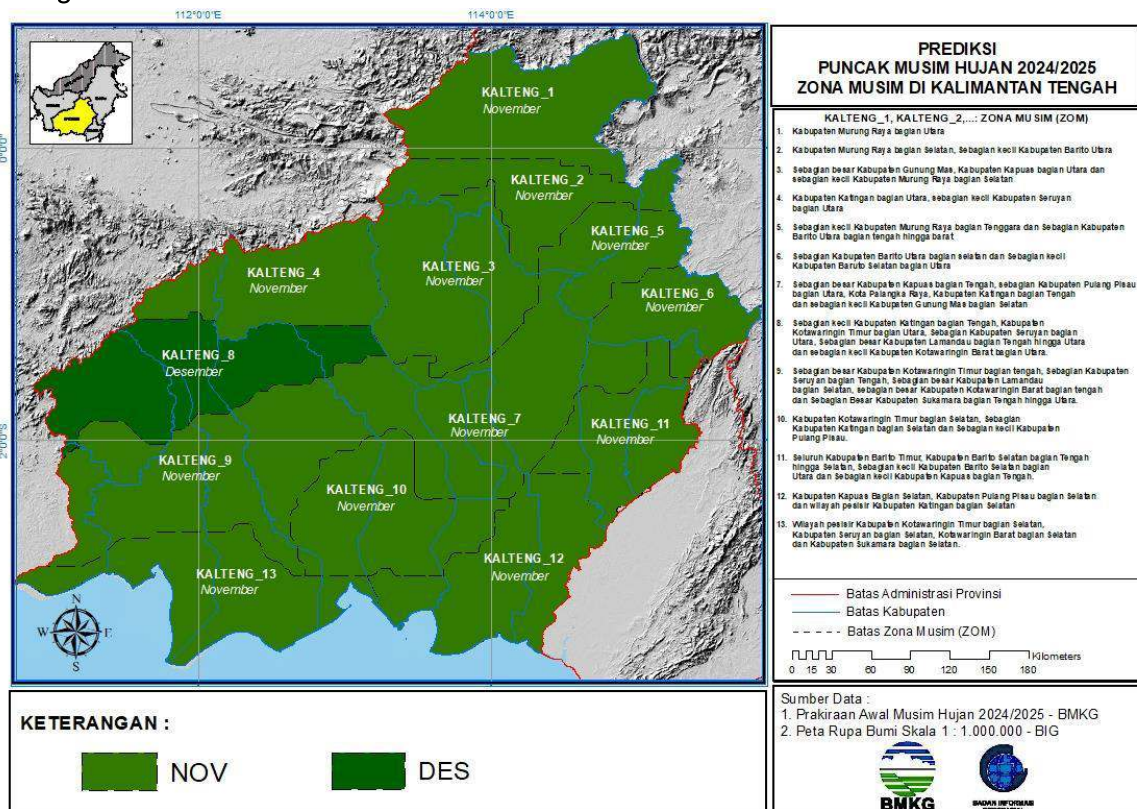 112°0'0"E
114°0'0"E
0°0'0"
2°0'0"S
KALTENG_1
November
KALTENG_2
November
KALTENG_5
November
KALTENG_4
November
KALTENG_3
November
KALTENG_6
November
KALTENG_8
Desember
KALTENG_7
November
KALTENG_11
November
KALTENG_9
November
KALTENG_10
November
KALTENG_12
November
KALTENG_13
November
N
W
E
S
PREDIKSI
PUNCAK MUSIM HUJAN 2024/2025
ZONA MUSIM DI KALIMANTAN TENGAH
KALTENG_1, KALTENG_2,...: ZONA MUSIM (ZOM)
1. Kabupaten Murung Raya bagian Utara
2. Kabupaten Murung Raya bagian Selatan, Sebagian kecil Kabupaten Barito Utara
3. Sebagian besar Kabupaten Gunung Mas, Kabupaten Kapuas bagian Utara dan
sebagian kecil Kabupaten Murung Raya bagian Selatan
4. Kabupaten Katingan bagian Utara, sebagian kecil Kabupaten Seruyan
bagian Utara
5. Sebagian kecil Kabupaten Murung Raya bagian Tenggara dan Sebagian Kabupaten
Barito Utara bagian tengah hingga barat
6. Sebagian Kabupaten Barito Utara bagian selatan dan Sebagian kecil
Kabupaten Baruto Selatan bagian Utara
7. Sebagian besar Kabupaten Kapuas bagian Tengah, sebagian Kabupaten Pulang Pisau
bagian Utara, Kota Palangka Raya, Kabupaten Katingan bagian Tengah
dan sebagian kecil Kabupaten Gunung Mas bagian Selatan
8. Sebagian kecil Kabupaten Katingan bagian Tengah, Kabupaten
Kotawaringin Timur bagian Utara, Sebagian Kabupaten Seruyan bagian
Utara, Sebagian besar Kabupaten Lamandau bagian Tengah hingga Utara
dan sebagian kecil Kabupaten Kotawaringin Barat bagian Utara.
9. Sebagian besar Kabupaten Kotawaringin Timur bagian tengah, Sebagian Kabupaten
Seruyan bagian Tengah, Sebagian besar Kabupaten Lamandau
bagian Selatan, sebagian besar Kabupaten Kotawaringin Barat bagian tengah
dan Sebagian Besar Kabupaten Sukamara bagian Tengah hingga Utara.
10. Kabupaten Kotawaringin Timur bagian Selatan, Sebagian
Kabupaten Katingan bagian Selatan dan Sebagian kecil Kabupaten
Pulang Pisau.
11. Seluruh Kabupaten Barito Timur, Kabupaten Barito Selatan bagian Tengah
hingga Selatan, Sebagian kecil Kabupaten Barito Selatan bagian
Utara dan Sebagian kecil Kabupaten Kapuas bagian Tengah.
12. Kabupaten Kapuas Bagian Selatan, Kabupaten Pulang Pisau bagian Selatan
dan wilayah pesisir Kabupaten Katingan bagian Selatan
13. Wilayah pesisir Kabupaten Kotawaringin Timur bagian Selatan,
Kabupaten Seruyan bagian Selatan, Kotawaringin Barat bagian Selatan
dan Kabupaten Sukamara bagian Selatan.
Batas Administrasi Provinsi
Batas Kabupaten
Batas Zona Musim (ZOM)
Kilometers
0 15 30 60 90 120 150 180
KETERANGAN :
NOV
DES
Sumber Data :
1. Prakiraan Awal Musim Hujan 2024/2025 - BMKG
2. Peta Rupa Bumi Skala 1 : 1.000.000 - BIG
BMKG
BADAN INFORMASI